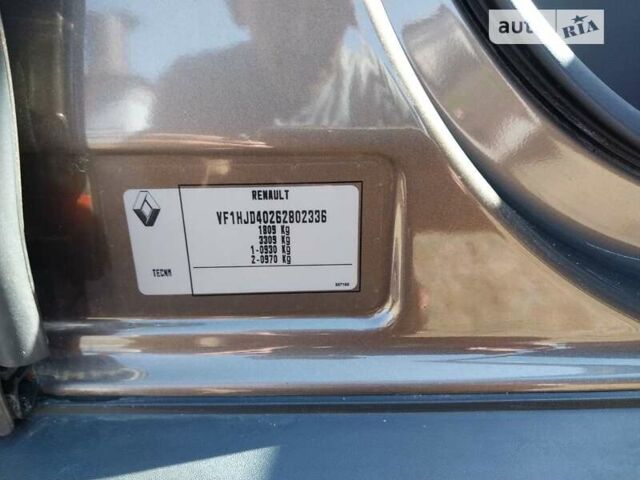 auto RIA
RENAULT
VF1HJD40262802336
1809 Kg
3309 Kg
1-0930 Kg
2-0970 Kg
TECNM